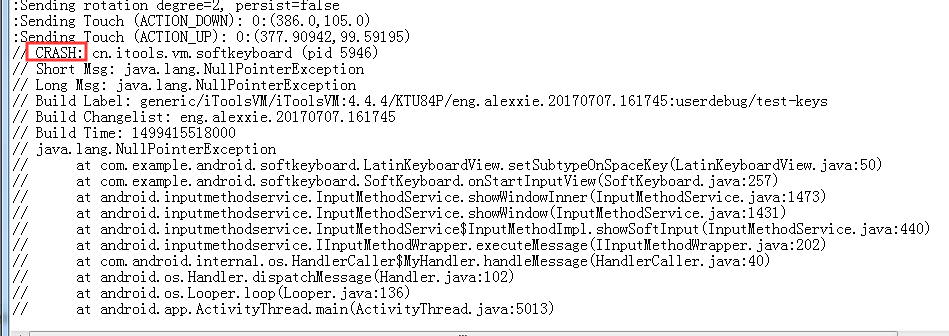 :Sending rotation degree=2, persist=false
:Sending Touch (ACTION_DOWN): 0:(386.0,105.0)
:Sending Touch (ACTION_UP): 0:(377.90942,99.59195)
// CRASH: cn.itools.vm.softkeyboard (pid 5946)
// Short Msg: java.lang.NullPointerException
// Long Msg: java.lang.NullPointerException
// Build Label: generic/iToolsVM/iToolsVM:4.4.4/KTU84P/eng.alexxie.20170707.161745:userdebug/test-keys
// Build Changelist: eng.alexxie.20170707.161745
// Build Time: 1499415518000
// java.lang.NullPointerException
//      at com.example.android.softkeyboard.LatinKeyboardView.setSubtypeOnSpaceKey(LatinKeyboardView.java:50)
//      at com.example.android.softkeyboard.SoftKeyboard.onStartInputView(SoftKeyboard.java:257)
//      at android.inputmethodservice.InputMethodService.showWindowInner(InputMethodService.java:1473)
//      at android.inputmethodservice.InputMethodService.showWindow(InputMethodService.java:1431)
//      at android.inputmethodservice.InputMethodService$InputMethodImpl.showSoftInput(InputMethodService.java:440)
//      at android.inputmethodservice.IInputMethodWrapper.executeMessage(IInputMethodWrapper.java:202)
//      at com.android.internal.os.HandlerCaller$MyHandler.handleMessage(HandlerCaller.java:40)
//      at android.os.Handler.dispatchMessage(Handler.java:102)
//      at android.os.Looper.loop(Looper.java:136)
//      at android.app.ActivityThread.main(ActivityThread.java:5013)